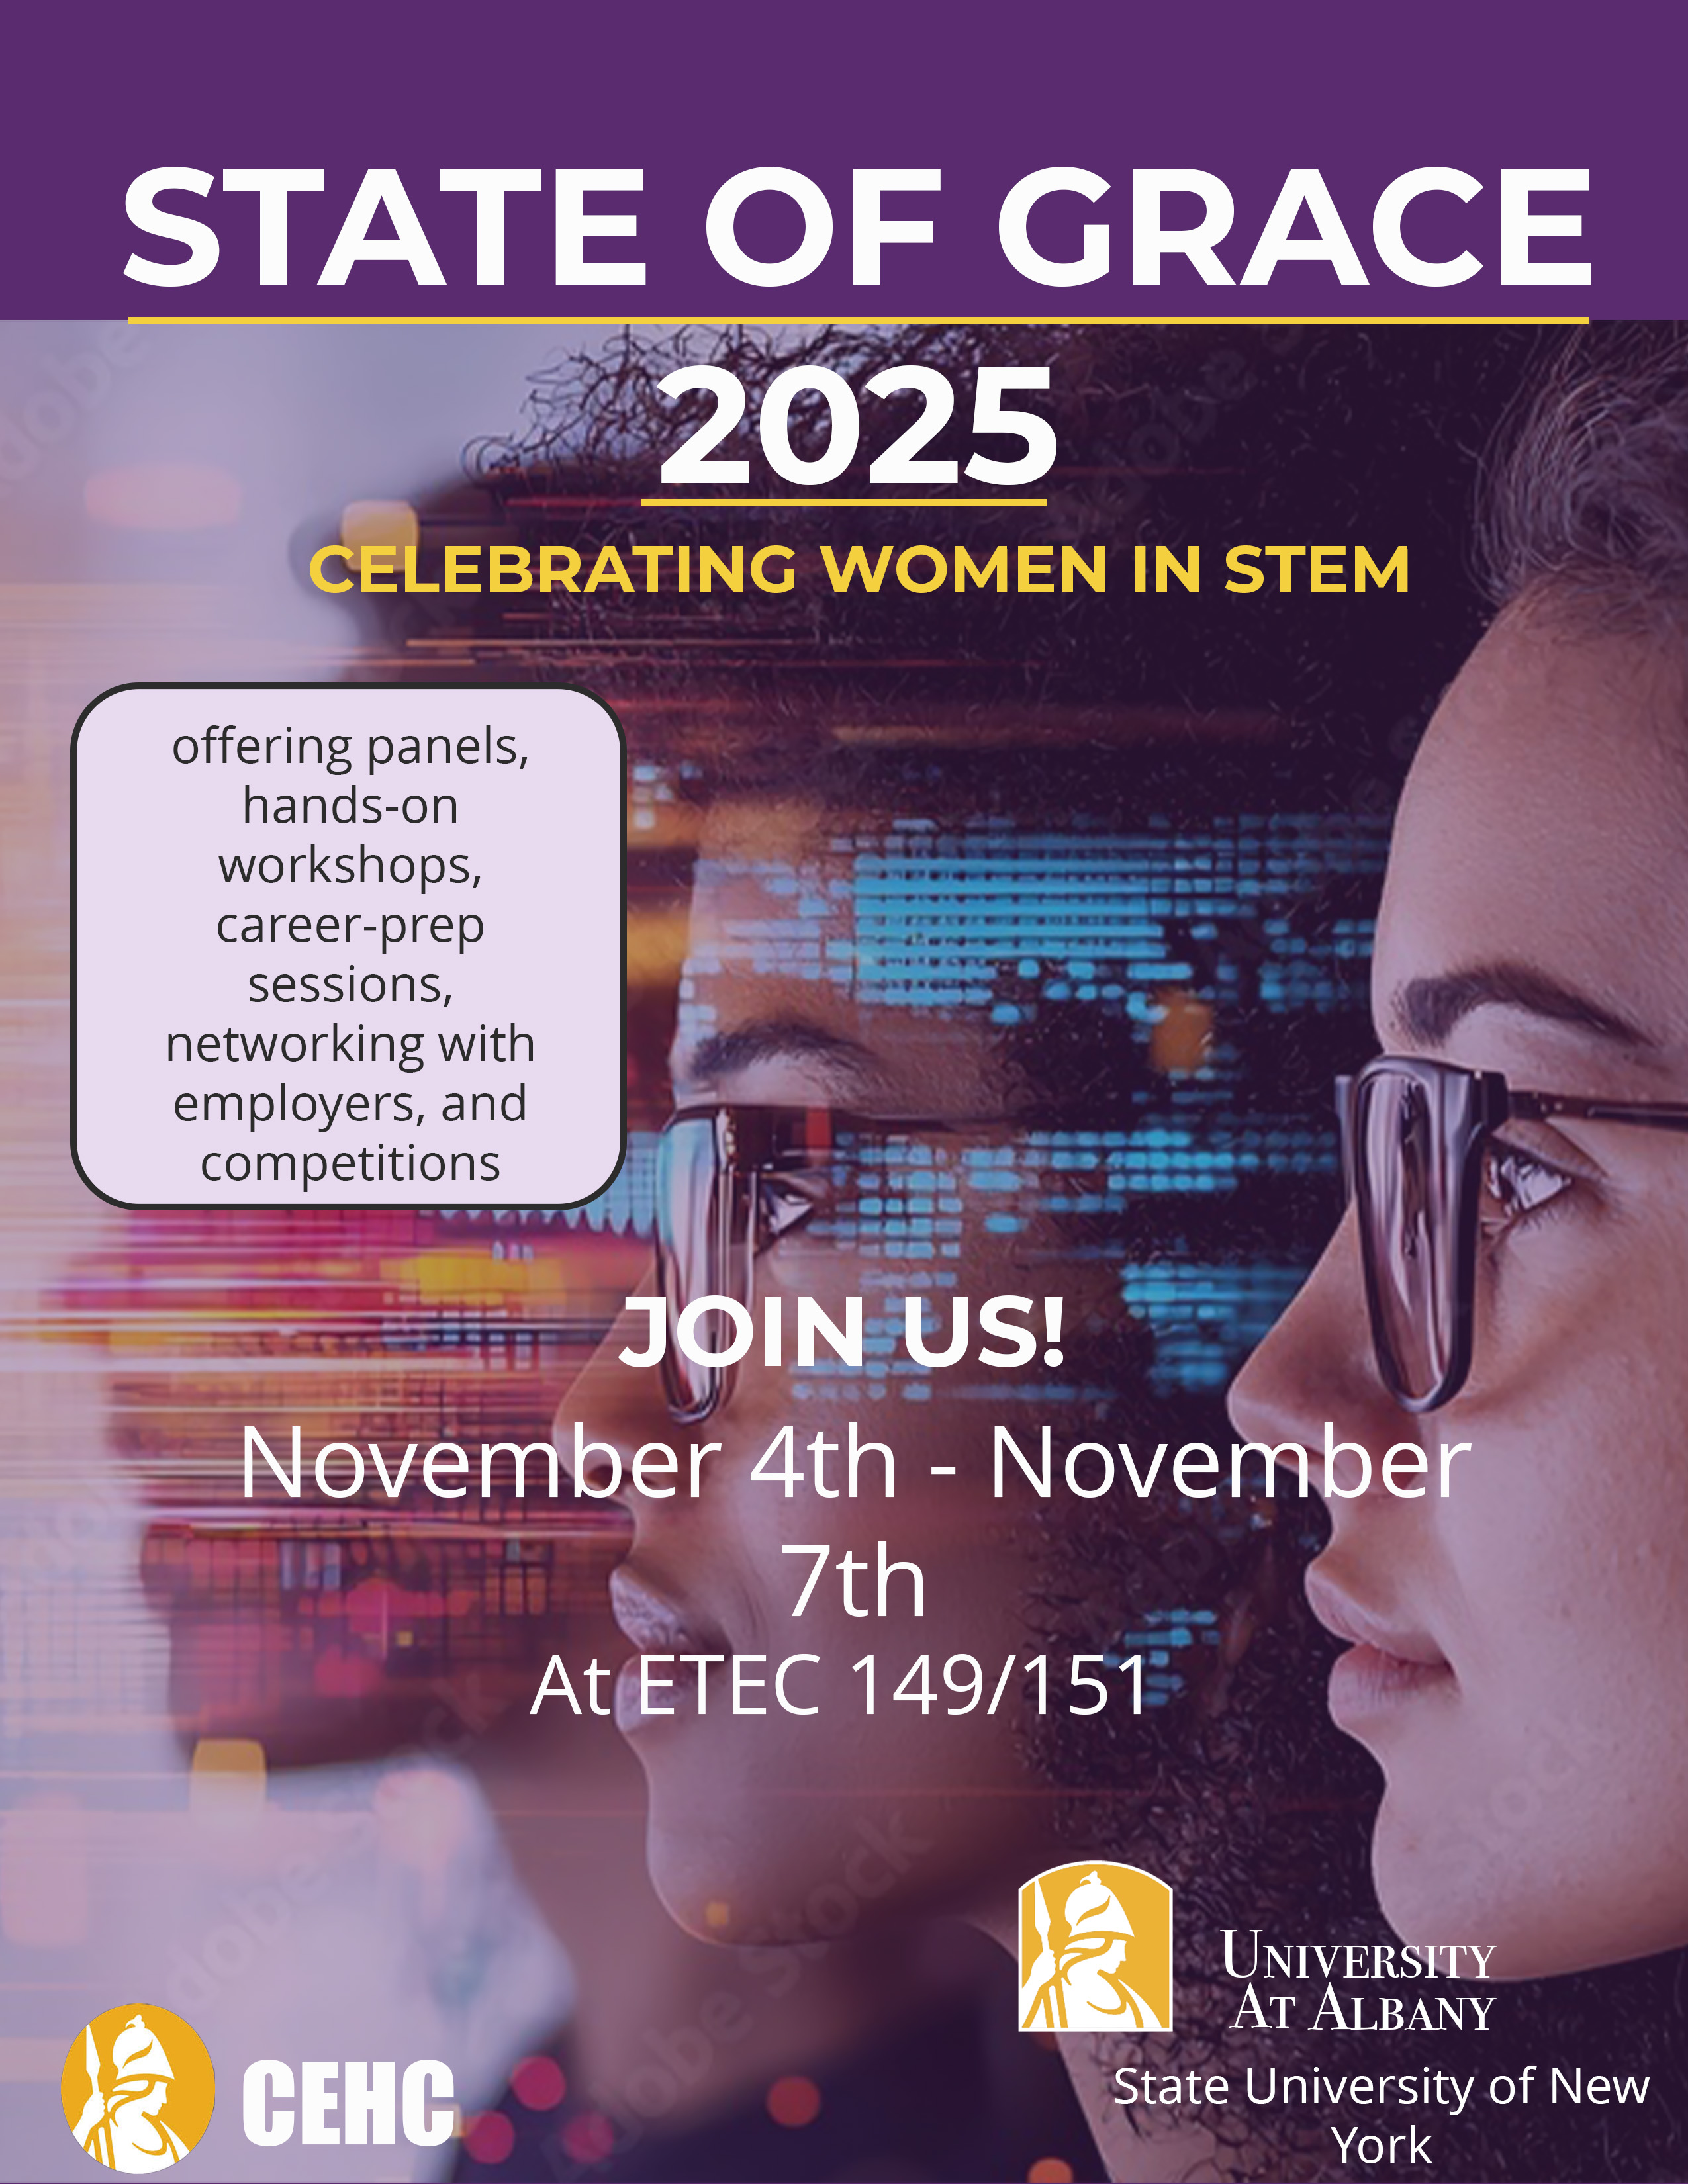 STATE OF GRACE
2025
CELEBRATING WOMEN IN STEM
offering panels,
hands-on
workshops,
career-prep
sessions,
networking with
employers, and
competitions
JOIN US!
November 4th - November
7th
At ETEC 149/151
UNIVERSITY
AT ALBANY
State University of New
York
CEHC
Adobe Stock